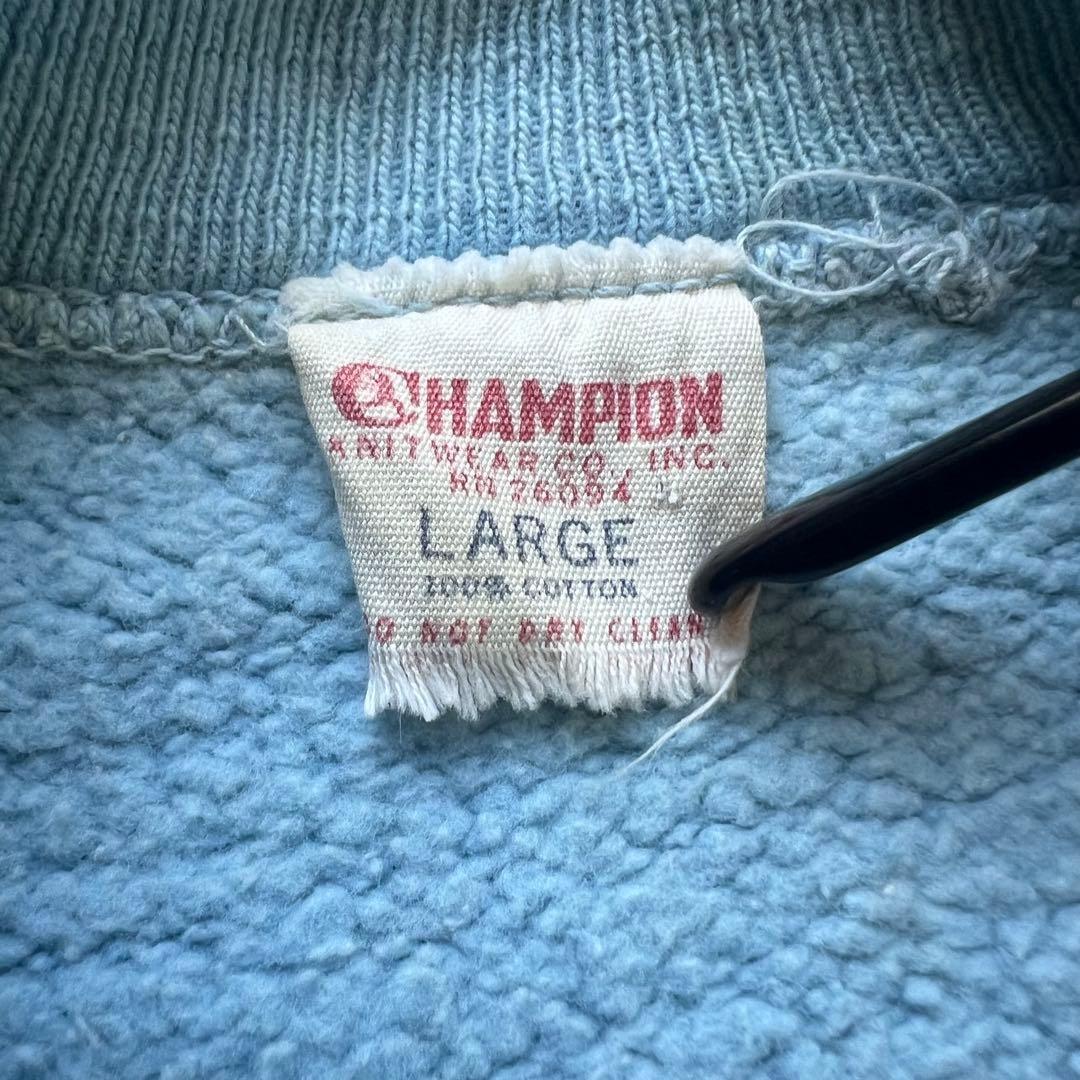 CHAMPION
KNITWEAR CO., INC.
RN 26094
LARGE
100% COTTON
DO NOT DRY CLEAN